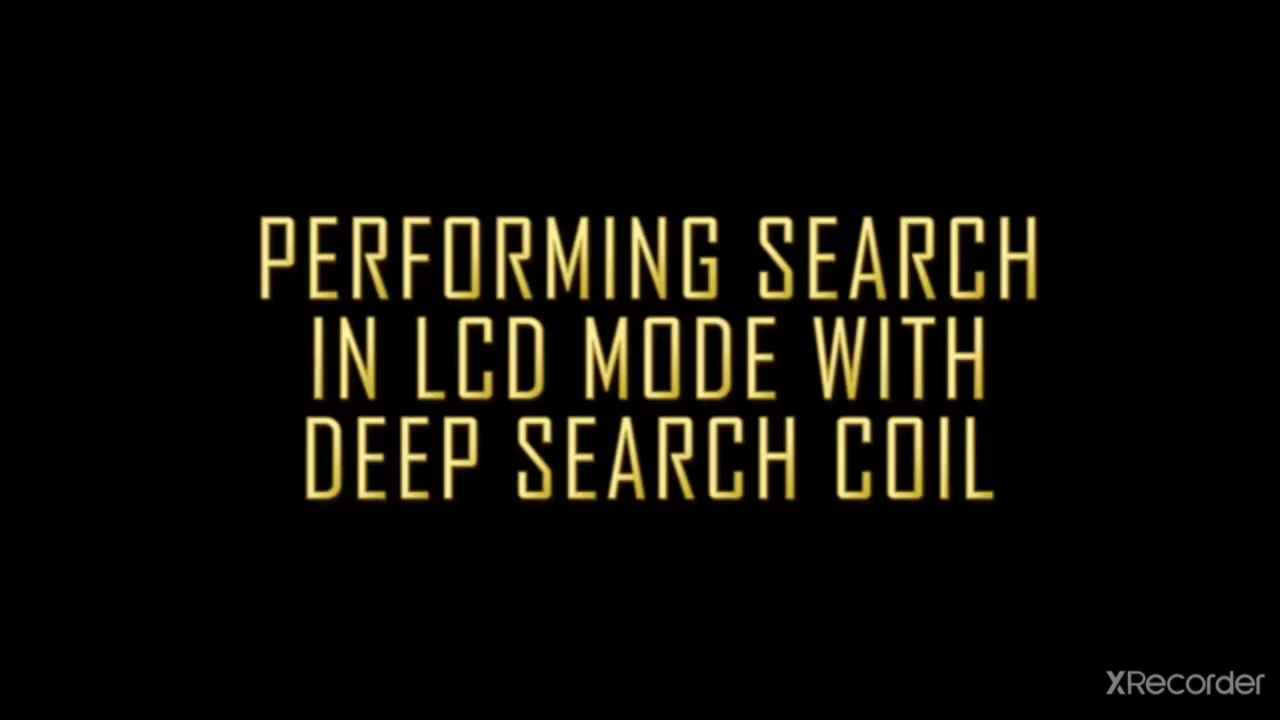 PERFORMING SEARCH
IN LCD MODE WITH
DEEP SEARCH COIL
XRecorder